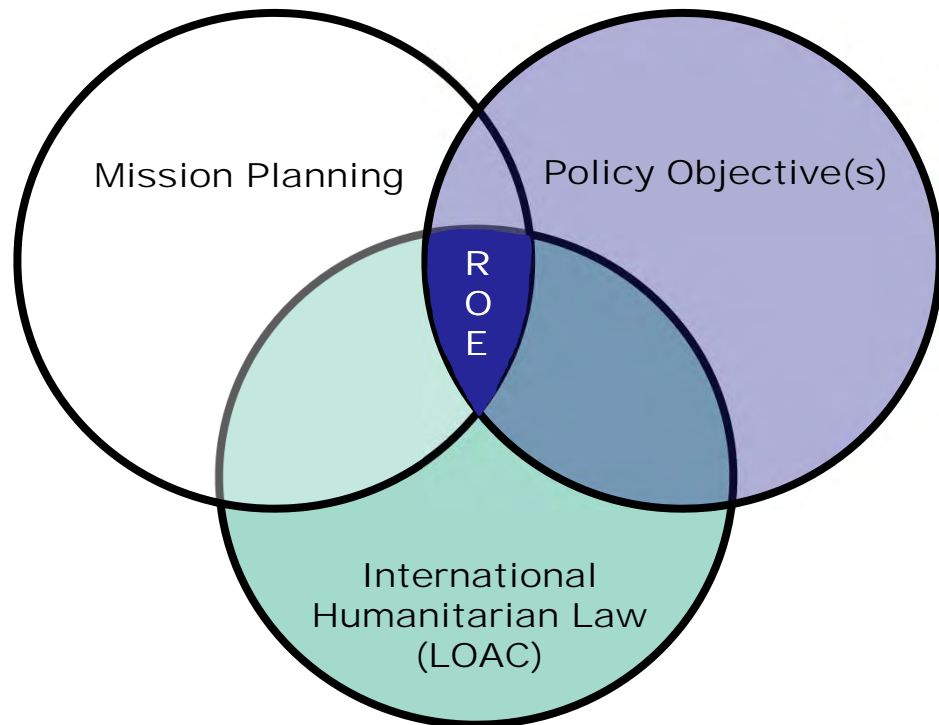 Mission Planning
Policy Objective(s)
R
O
E
International
Humanitarian Law
(LOAC)